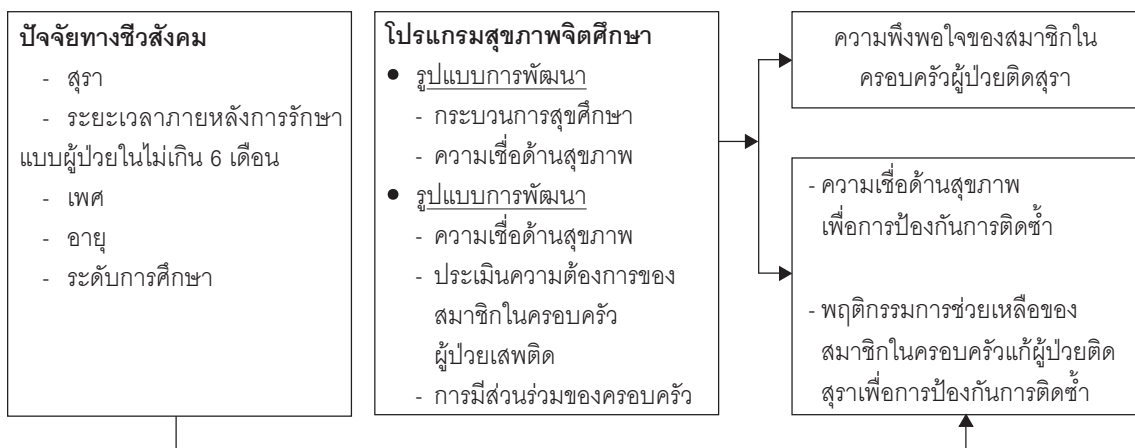 ปัจจัยทางชีวสังคม
- สุรา
- ระยะเวลาภายหลังการรักษา
แบบผู้ป่วยในไม่เกิน 6 เดือน
- เพศ
- อายุ
- ระดับการศึกษา
โปรแกรมสุขภาพจิตศึกษา
● รูปแบบการพัฒนา
- กระบวนการสุขศึกษา
- ความเชื่อด้านสุขภาพ
● รูปแบบการพัฒนา
- ความเชื่อด้านสุขภาพ
- ประเมินความต้องการของ
สมาชิกในครอบครัว
ผู้ป่วยเสพติด
- การมีส่วนร่วมของครอบครัว
ความพึงพอใจของสมาชิกใน
ครอบครัวผู้ป่วยติดสุรา
- ความเชื่อด้านสุขภาพ
เพื่อการป้องกันการติดซ้ำ
- พฤติกรรมการช่วยเหลือของ
สมาชิกในครอบครัวแก้ผู้ป่วยติด
สุราเพื่อการป้องกันการติดซ้ำ